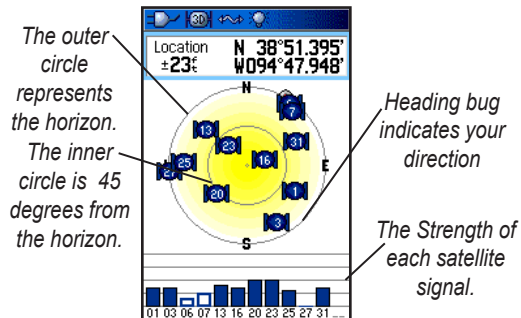 The outer
circle
represents
the horizon.
The inner
circle is 45
degrees from
the horizon.
3D
Location
±23ft
N 38°51.395'
W094°47.948'
N
7
13
23
31
16
25
E
20
1
3
S
01 03 06 07 13 16 20 23 25 27 31 __
Heading bug
indicates your
direction
The Strength of
each satellite
signal.